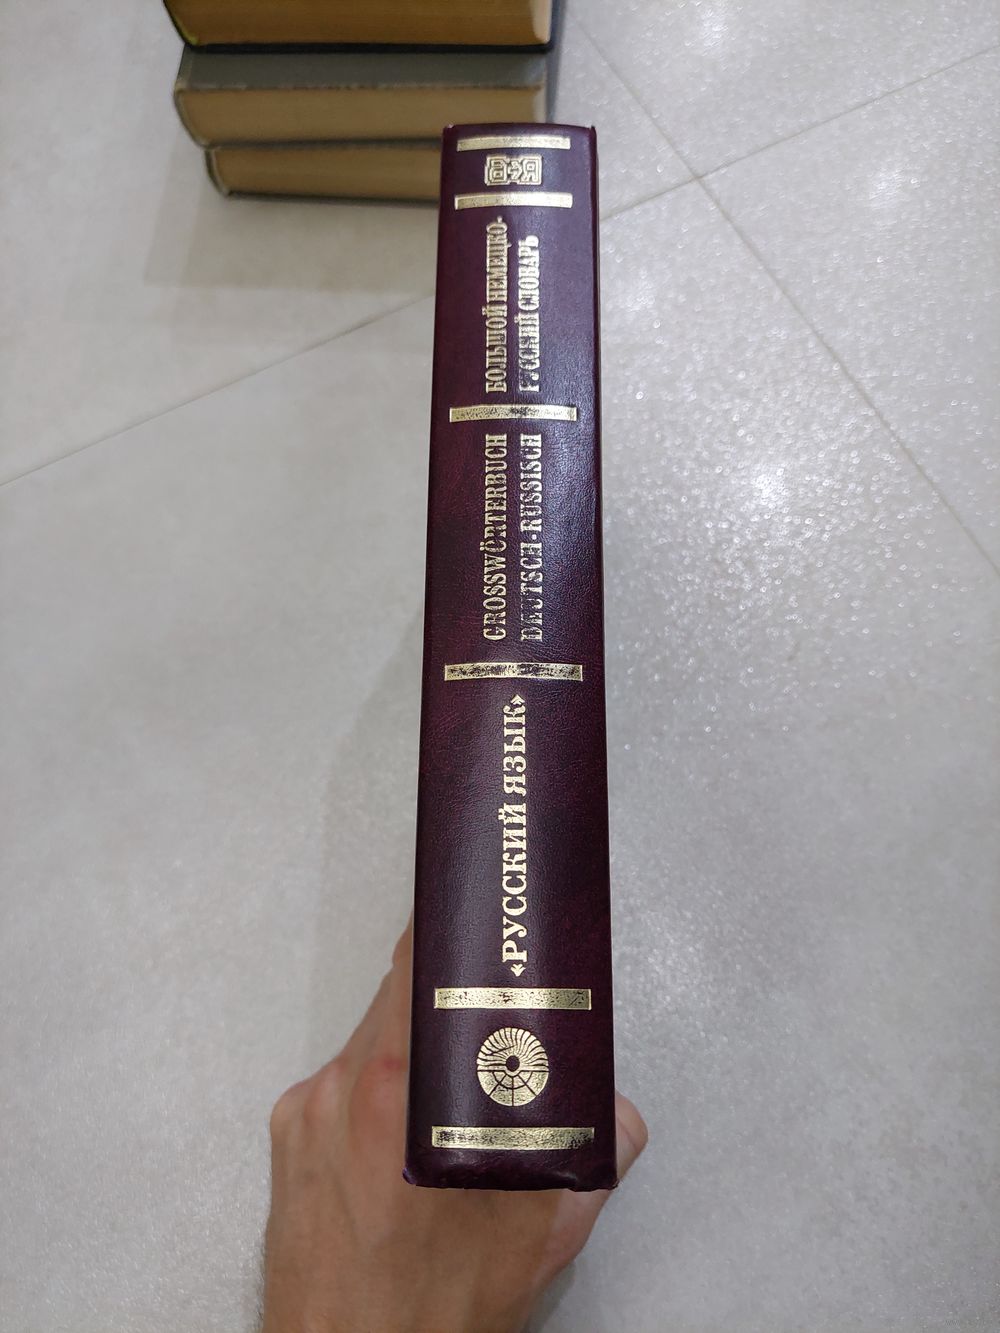 БОЛЬШОЙ НЕМЕЦКО-
РУССКИЙ СЛОВАРЬ
GROSSWÖRTERBUCH
DEUTSCH·RUSSISCH
«РУССКИЙ ЯЗЫК»